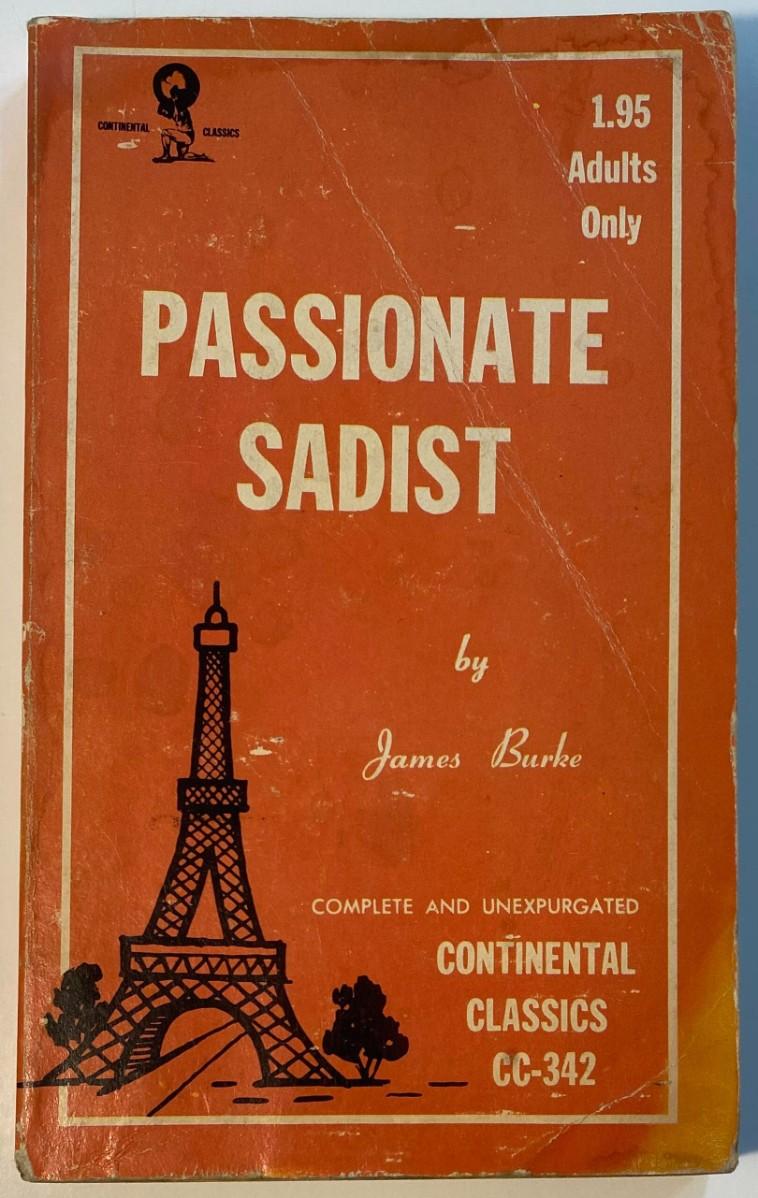 CONTINENTAL CLASSICS
1.95
Adults
Only
PASSIONATE
SADIST
by
James Burke
COMPLETE AND UNEXPURGATED
CONTINENTAL
CLASSICS
CC-342